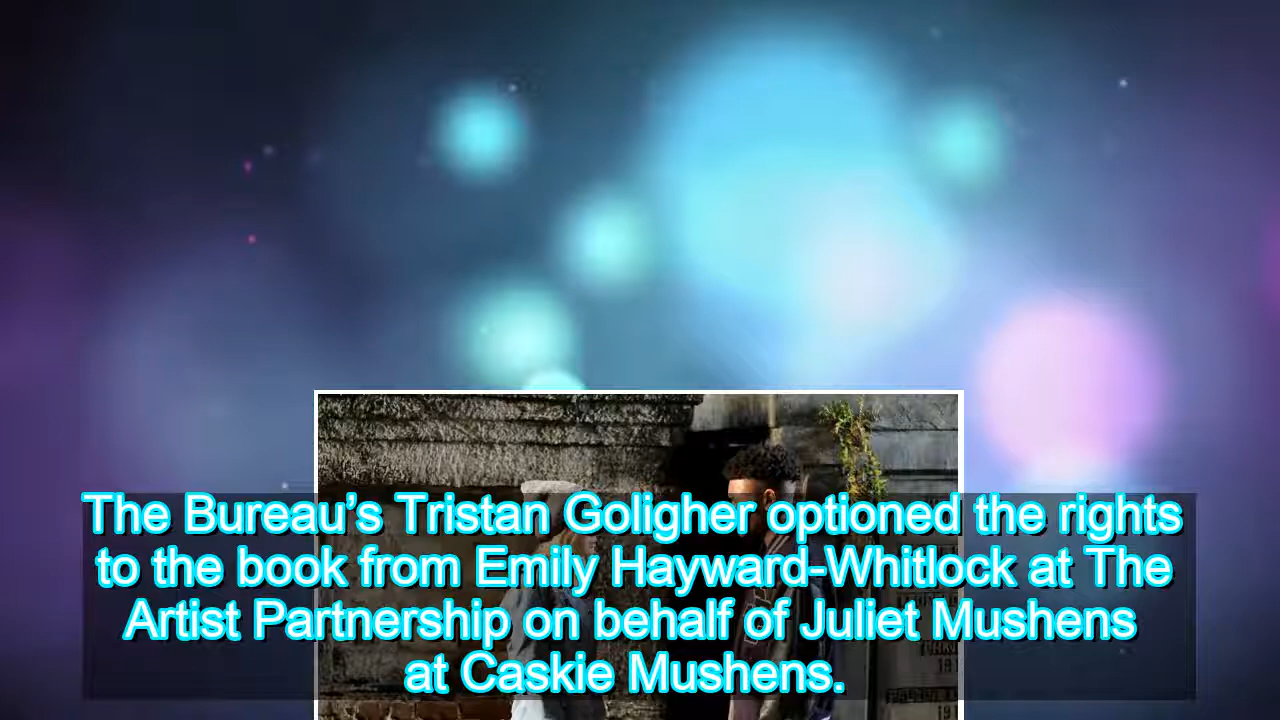 The Bureau’s Tristan Goligher optioned the rights
to the book from Emily Hayward-Whitlock at The
Artist Partnership on behalf of Juliet Mushens
at Caskie Mushens.